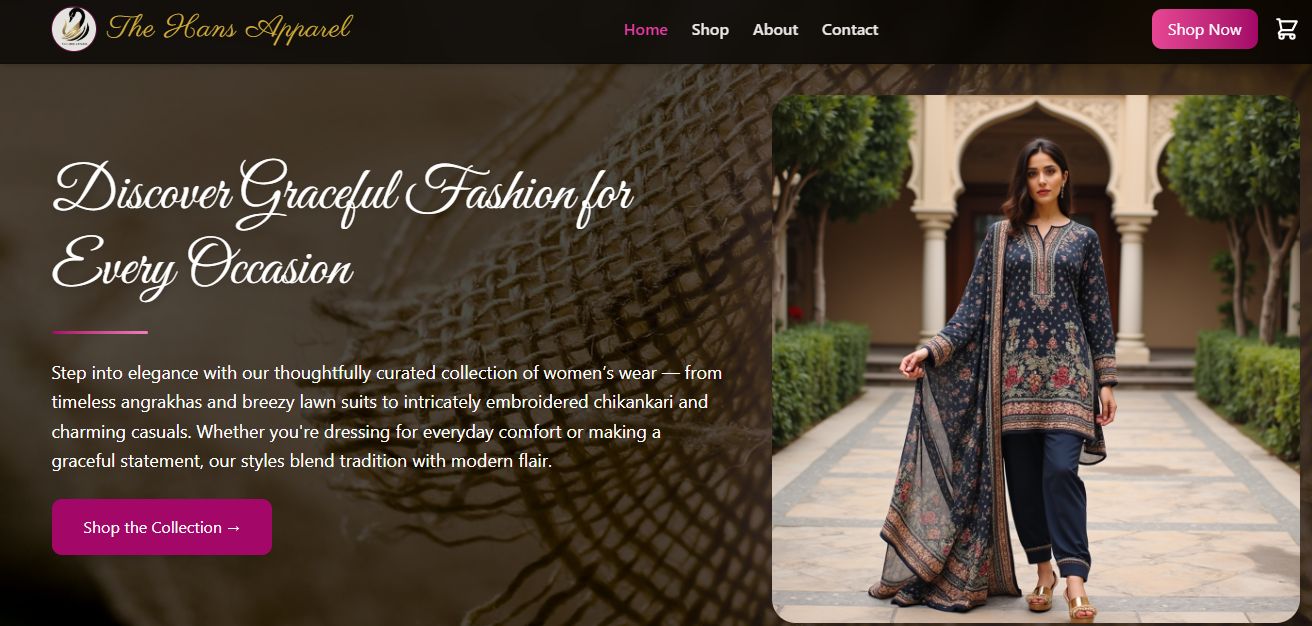 The Hans Apparel
Home Shop About Contact
Shop Now
Discover Graceful Fashion for
Every Occasion
Step into elegance with our thoughtfully curated collection of women’s wear — from
timeless angrakhas and breezy lawn suits to intricately embroidered chikankari and
charming casuals. Whether you're dressing for everyday comfort or making a
graceful statement, our styles blend tradition with modern flair.
Shop the Collection →